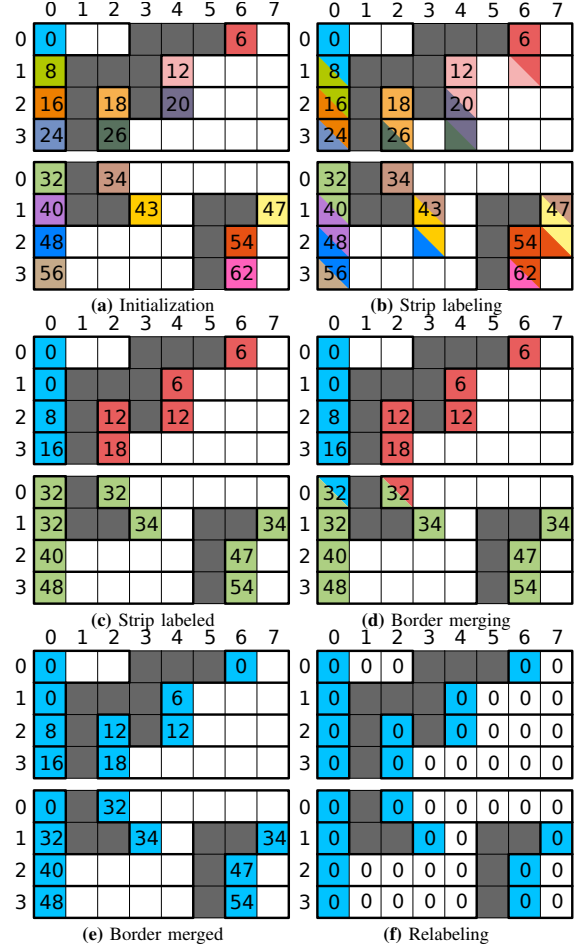 0 1 2 3 4 5 6 7 0 1 2 3 4 5 6 7
0 0 6 0 0 6
1 8 12 1 8 12
2 16 18 20 2 16 18 20
3 24 26 3 24 26
0 32 34 0 32 34
1 40 43 47 1 40 43 47
2 48 54 2 48 54
3 56 62 3 56 62
(a) Initialization (b) Strip labeling
0 1 2 3 4 5 6 7 0 1 2 3 4 5 6 7
0 0 6 0 0 6
1 0 6 1 0 6
2 8 12 12 2 8 12 12
3 16 18 3 16 18
0 32 32 0 32 32
1 32 34 34 1 32 34 34
2 40 47 2 40 47
3 48 54 3 48 54
(c) Strip labeled (d) Border merging
0 1 2 3 4 5 6 7 0 1 2 3 4 5 6 7
0 0 0 0 0 0 0 0 0
1 0 6 1 0 0 0 0 0
2 8 12 12 2 0 0 0 0 0 0
3 16 18 3 0 0 0 0 0 0 0
0 0 32 0 0 0 0 0 0 0 0
1 32 34 34 1 0 0 0 0
2 40 47 2 0 0 0 0 0 0 0
3 48 54 3 0 0 0 0 0 0 0
(e) Border merged (f) Relabeling